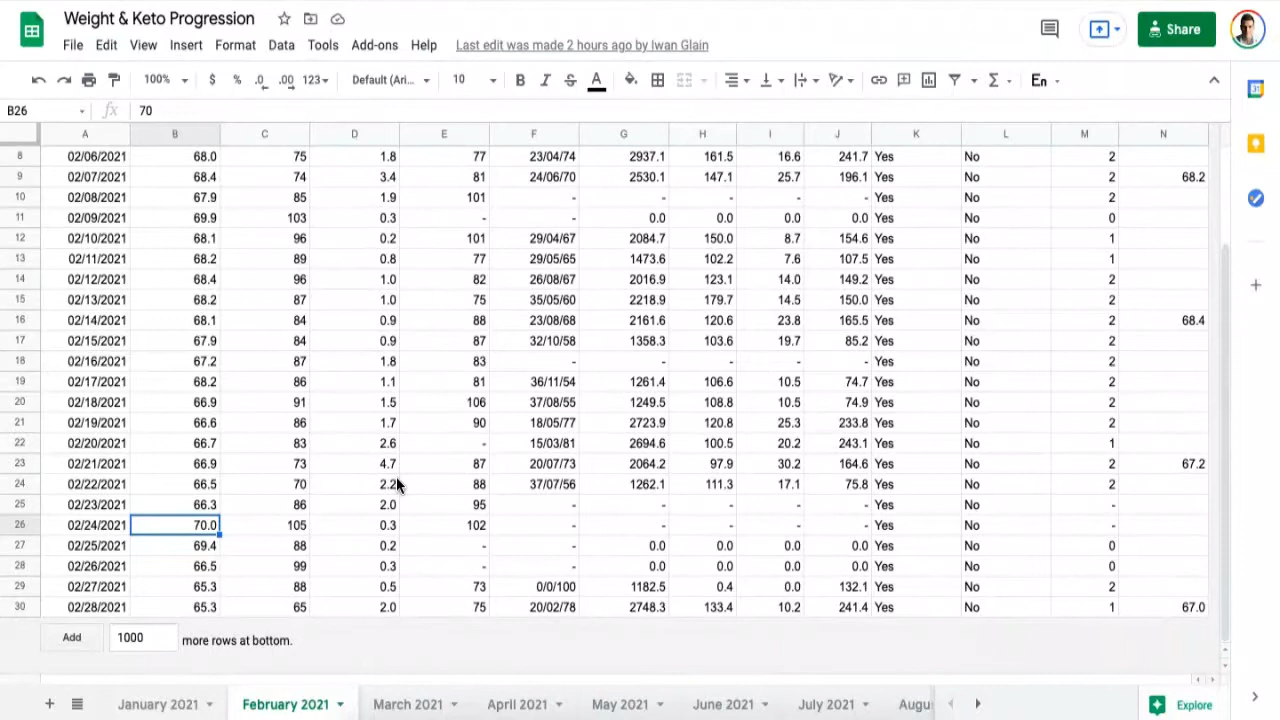 Weight & Keto Progression
File Edit View Insert Format Data Tools Add-ons Help Last edit was made 2 hours ago by Iwan Glain
Share
100% $ % .0 .00 123 Default (Ari... 10 B I S A Σ En
B26 fx 70
A B C D E F G H I J K L M N
8 02/06/2021 68.0 75 1.8 77 23/04/74 2937.1 161.5 16.6 241.7 Yes No 2
9 02/07/2021 68.4 74 3.4 81 24/06/70 2530.1 147.1 25.7 196.1 Yes No 2 68.2
10 02/08/2021 67.9 85 1.9 101 - - - - - Yes No 2
11 02/09/2021 69.9 103 0.3 - - 0.0 0.0 0.0 0.0 Yes No 0
12 02/10/2021 68.1 96 0.2 101 29/04/67 2084.7 150.0 8.7 154.6 Yes No 1
13 02/11/2021 68.2 89 0.8 77 29/05/65 1473.6 102.2 7.6 107.5 Yes No 1
14 02/12/2021 68.4 96 1.0 82 26/08/67 2016.9 123.1 14.0 149.2 Yes No 2
15 02/13/2021 68.2 87 1.0 75 35/05/60 2218.9 179.7 14.5 150.0 Yes No 2
16 02/14/2021 68.1 84 0.9 88 23/08/68 2161.6 120.6 23.8 165.5 Yes No 2 68.4
17 02/15/2021 67.9 84 0.9 87 32/10/58 1358.3 103.6 19.7 85.2 Yes No 2
18 02/16/2021 67.2 87 1.8 83 - - - - - Yes No 2
19 02/17/2021 68.2 86 1.1 81 36/11/54 1261.4 106.6 10.5 74.7 Yes No 2
20 02/18/2021 66.9 91 1.5 106 37/08/55 1249.5 108.8 10.5 74.9 Yes No 2
21 02/19/2021 66.6 86 1.7 90 18/05/77 2723.9 120.8 25.3 233.8 Yes No 2
22 02/20/2021 66.7 83 2.6 - 15/03/81 2694.6 100.5 20.2 243.1 Yes No 1
23 02/21/2021 66.9 73 4.7 87 20/07/73 2064.2 97.9 30.2 164.6 Yes No 2 67.2
24 02/22/2021 66.5 70 2.2 88 37/07/56 1262.1 111.3 17.1 75.8 Yes No 2
25 02/23/2021 66.3 86 2.0 95 - - - - - Yes No -
26 02/24/2021 70.0 105 0.3 102 - - - - - Yes No -
27 02/25/2021 69.4 88 0.2 - - 0.0 0.0 0.0 0.0 Yes No 0
28 02/26/2021 66.5 99 0.3 - - 0.0 0.0 0.0 0.0 Yes No 0
29 02/27/2021 65.3 88 0.5 73 0/0/100 1182.5 0.4 0.0 132.1 Yes No 2
30 02/28/2021 65.3 65 2.0 75 20/02/78 2748.3 133.4 10.2 241.4 Yes No 1 67.0
Add 1000 more rows at bottom.
January 2021 February 2021 March 2021 April 2021 May 2021 June 2021 July 2021 Augu Explore